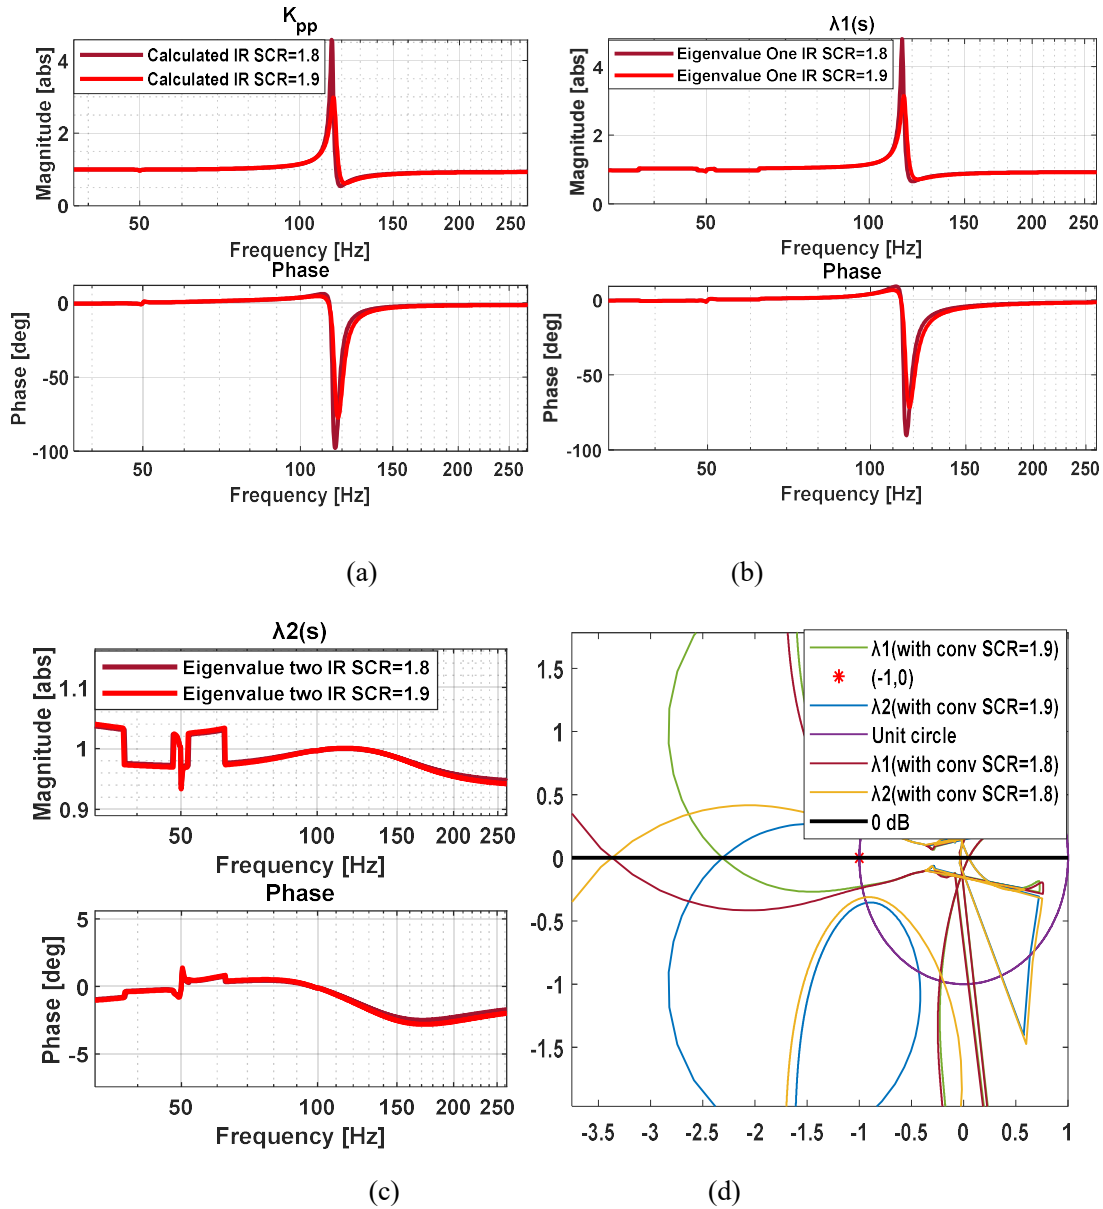 K_pp
Calculated IR SCR=1.8
Calculated IR SCR=1.9
Magnitude [abs]
4
2
0
50 100 150 200 250
Frequency [Hz]
Phase
Phase [deg]
0
-50
-100
50 100 150 200 250
Frequency [Hz]
(a)
λ1(s)
Eigenvalue One IR SCR=1.8
Eigenvalue One IR SCR=1.9
Magnitude [abs]
4
2
0
50 100 150 200 250
Frequency [Hz]
Phase
Phase [deg]
0
-50
-100
50 100 150 200 250
Frequency [Hz]
(b)
λ2(s)
Eigenvalue two IR SCR=1.8
Eigenvalue two IR SCR=1.9
Magnitude [abs]
1.1
1
0.9
50 100 150 200 250
Frequency [Hz]
Phase
Phase [deg]
5
0
-5
50 100 150 200 250
Frequency [Hz]
(c)
λ1(with conv SCR=1.9)
(-1,0)
λ2(with conv SCR=1.9)
Unit circle
λ1(with conv SCR=1.8)
λ2(with conv SCR=1.8)
0 dB
1.5
1
0.5
0
-0.5
-1
-1.5
-3.5 -3 -2.5 -2 -1.5 -1 -0.5 0 0.5 1
(d)